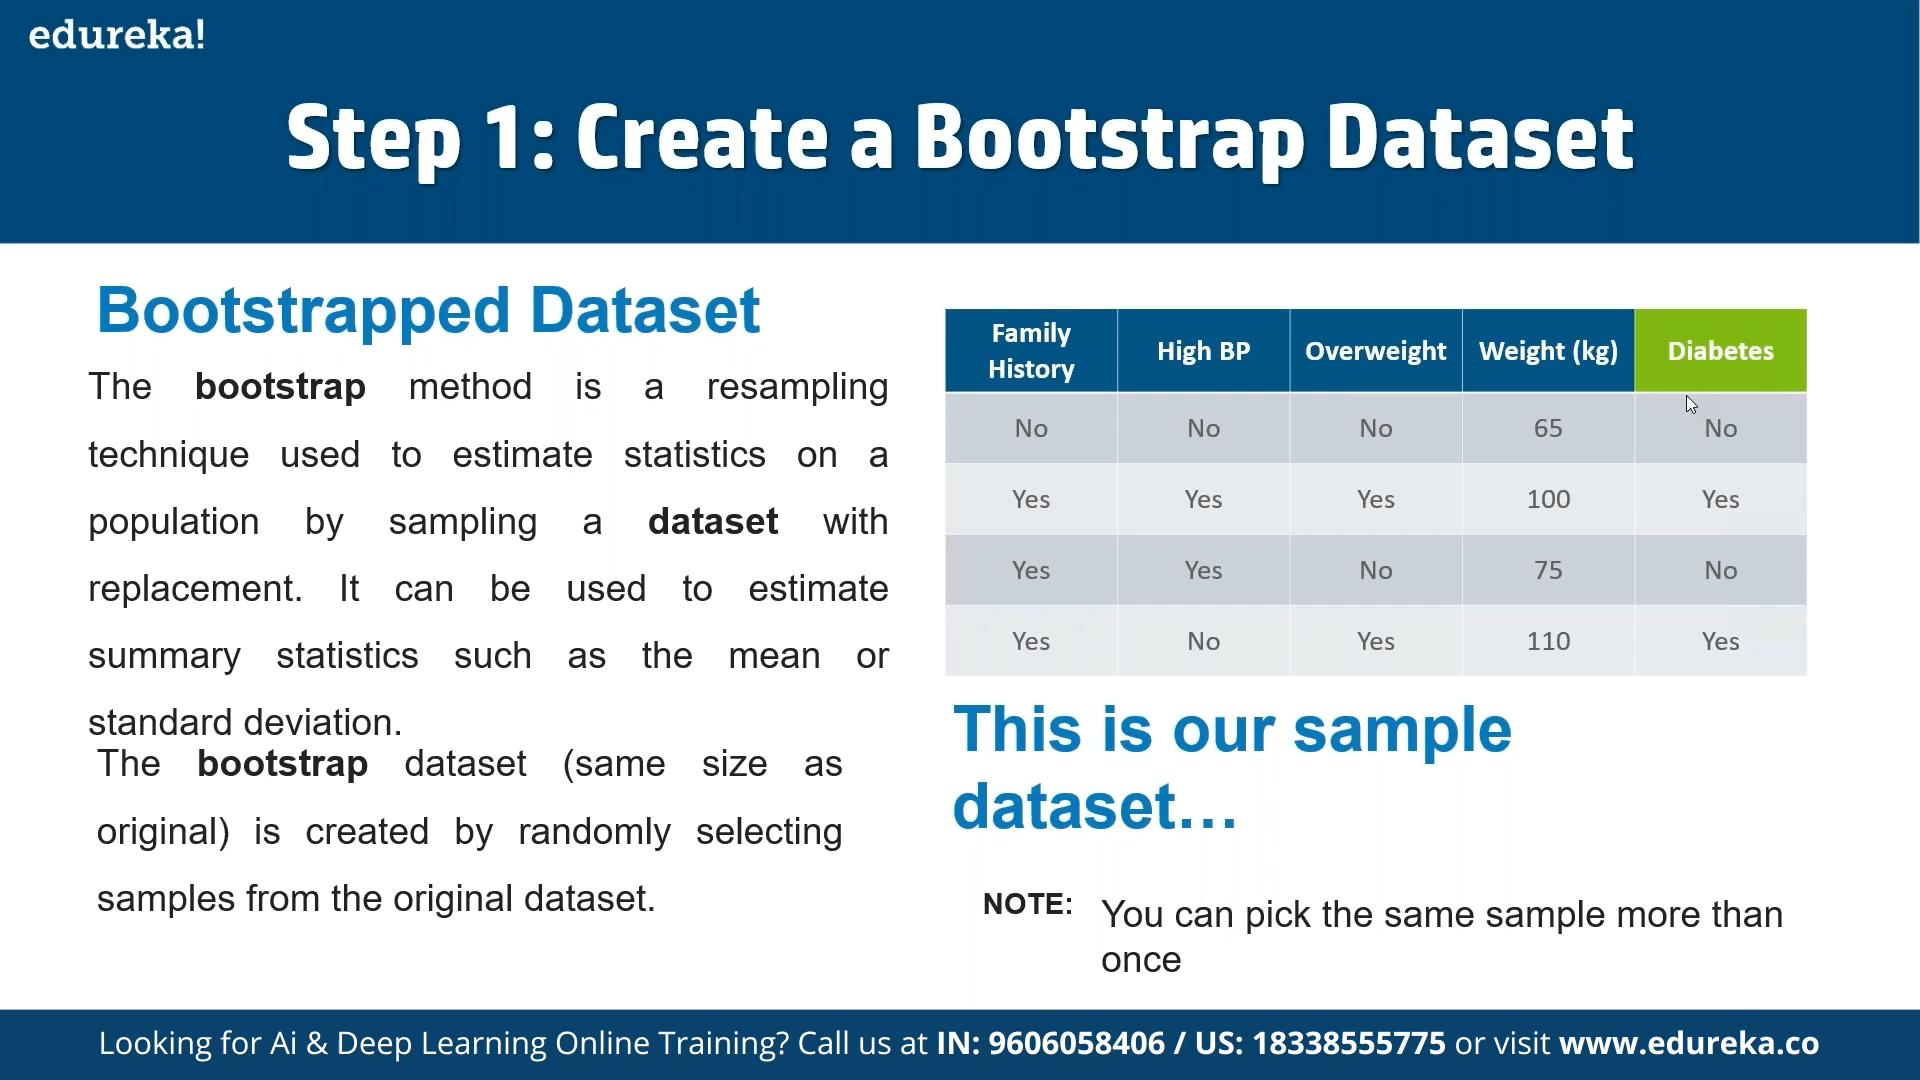 edureka!
Step 1: Create a Bootstrap Dataset
Bootstrapped Dataset
The bootstrap method is a resampling
technique used to estimate statistics on a
population by sampling a dataset with
replacement. It can be used to estimate
summary statistics such as the mean or
standard deviation.
The bootstrap dataset (same size as
original) is created by randomly selecting
samples from the original dataset.
Family History High BP Overweight Weight (kg) Diabetes
No No No 65 No
Yes Yes Yes 100 Yes
Yes Yes No 75 No
Yes No Yes 110 Yes
This is our sample
dataset...
NOTE: You can pick the same sample more than
once
Looking for Ai & Deep Learning Online Training? Call us at IN: 9606058406 / US: 18338555775 or visit www.edureka.co